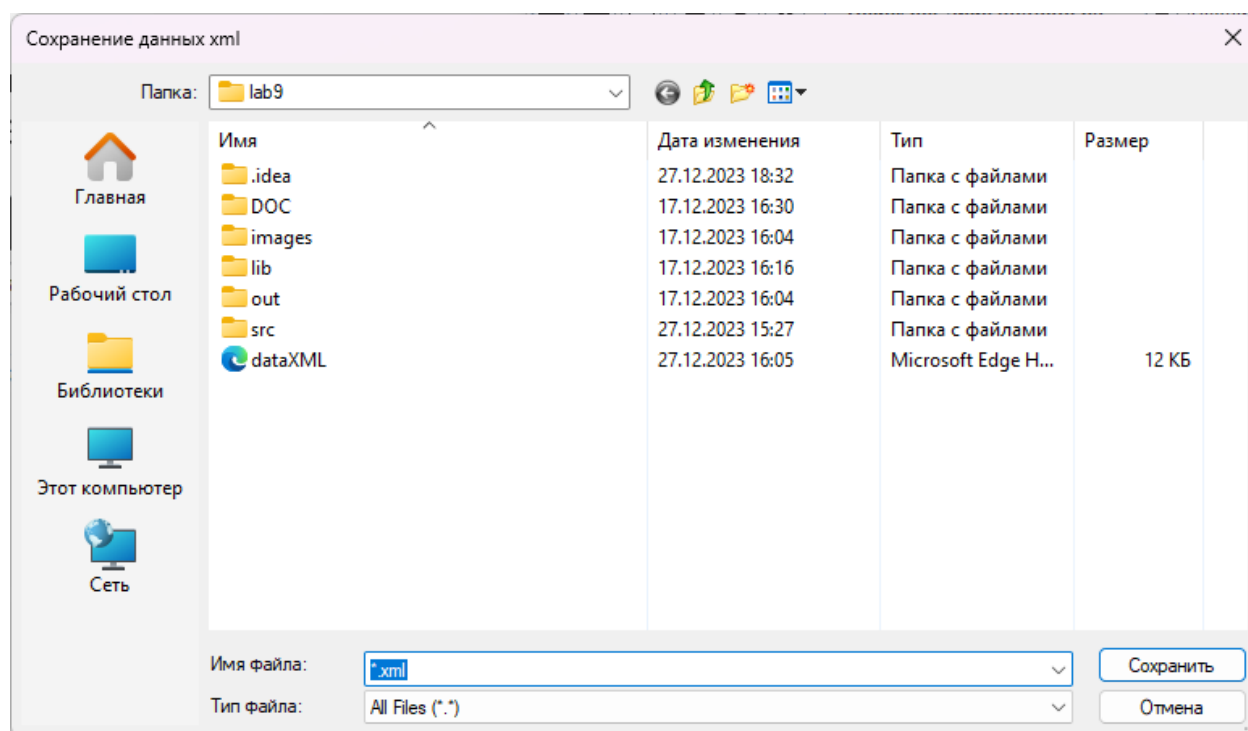 Сохранение данных xml
Папка: lab9
Имя Дата изменения Тип Размер
.idea 27.12.2023 18:32 Папка с файлами
DOC 17.12.2023 16:30 Папка с файлами
images 17.12.2023 16:04 Папка с файлами
lib 17.12.2023 16:16 Папка с файлами
out 17.12.2023 16:04 Папка с файлами
src 27.12.2023 15:27 Папка с файлами
dataXML 27.12.2023 16:05 Microsoft Edge H... 12 КБ
Главная
Рабочий стол
Библиотеки
Этот компьютер
Сеть
Имя файла: *.xml Сохранить
Тип файла: All Files (*.*) Отмена